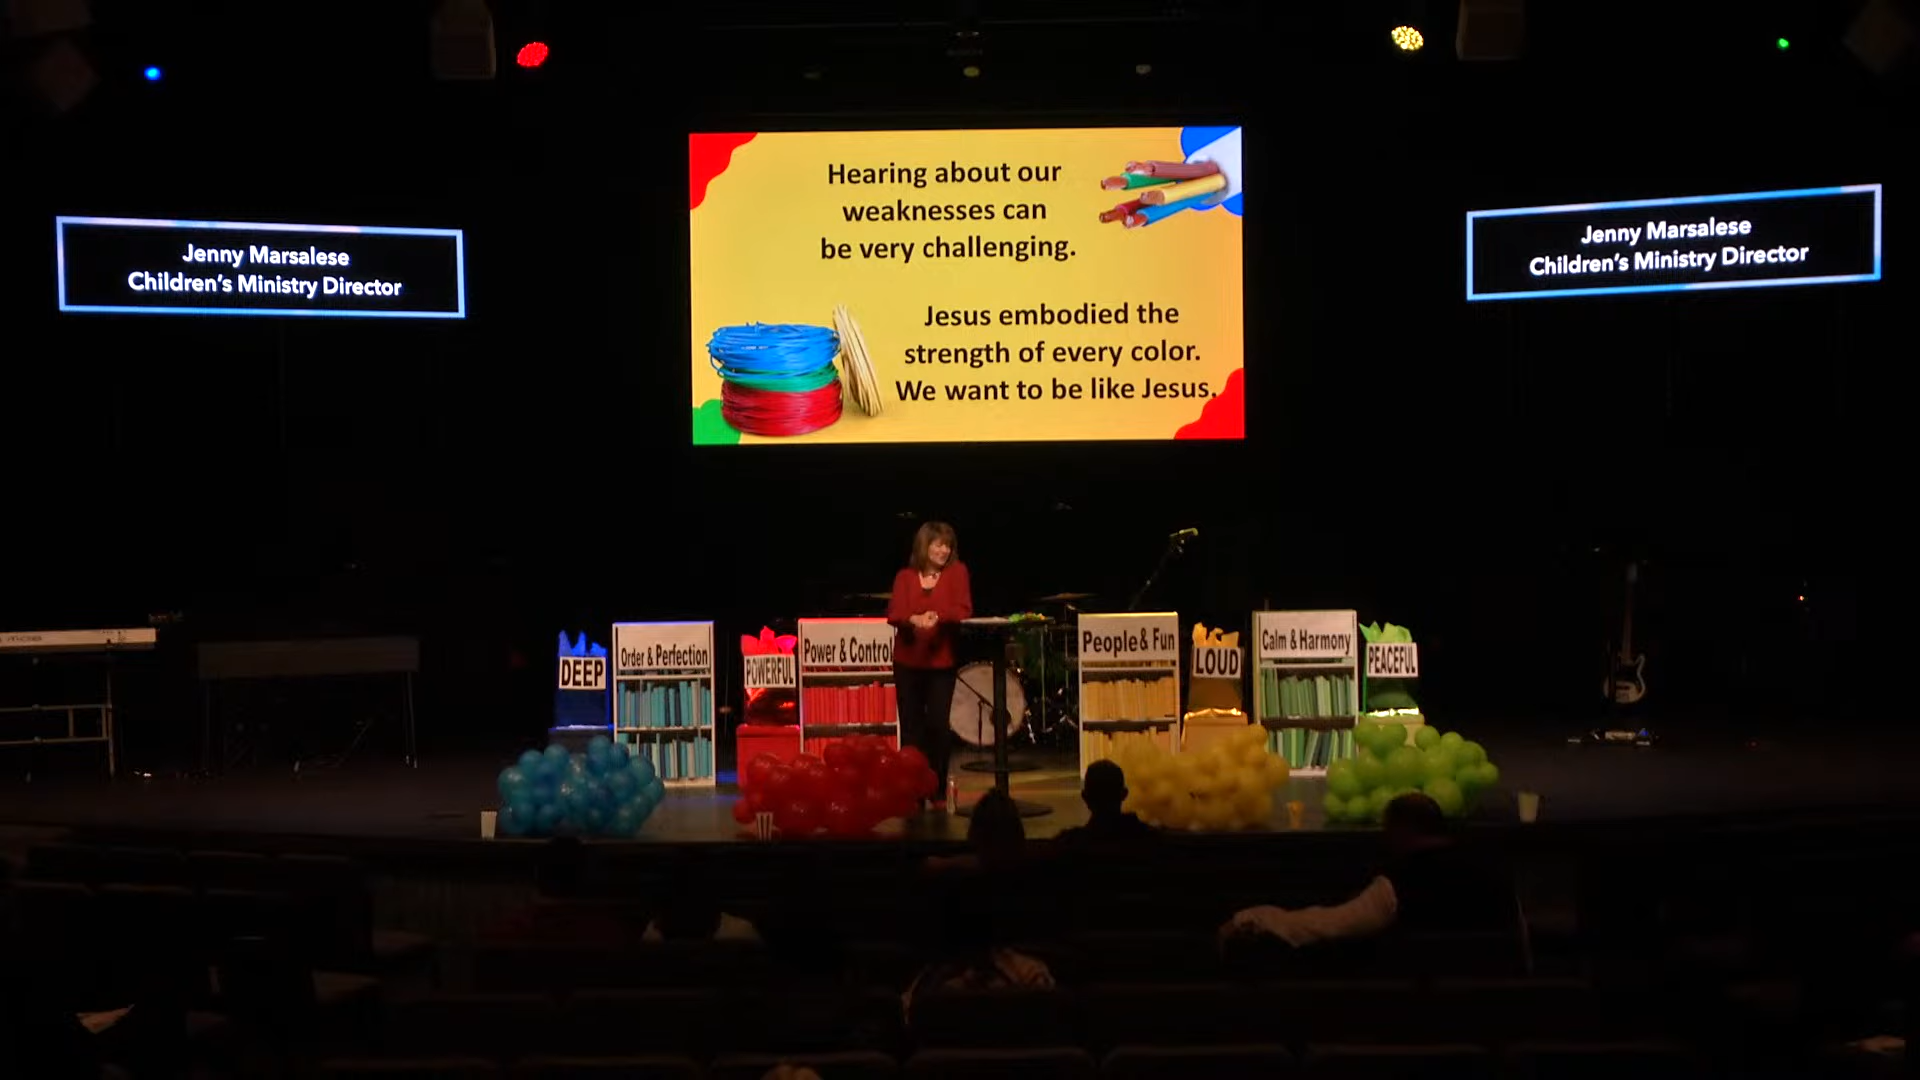 Hearing about our
weaknesses can
be very challenging.
Jesus embodied the
strength of every color.
We want to be like Jesus.
Jenny Marsalese
Children's Ministry Director
Jenny Marsalese
Children's Ministry Director
DEEP
Order & Perfection
POWERFUL
Power & Control
People & Fun
LOUD
Calm & Harmony
PEACEFUL